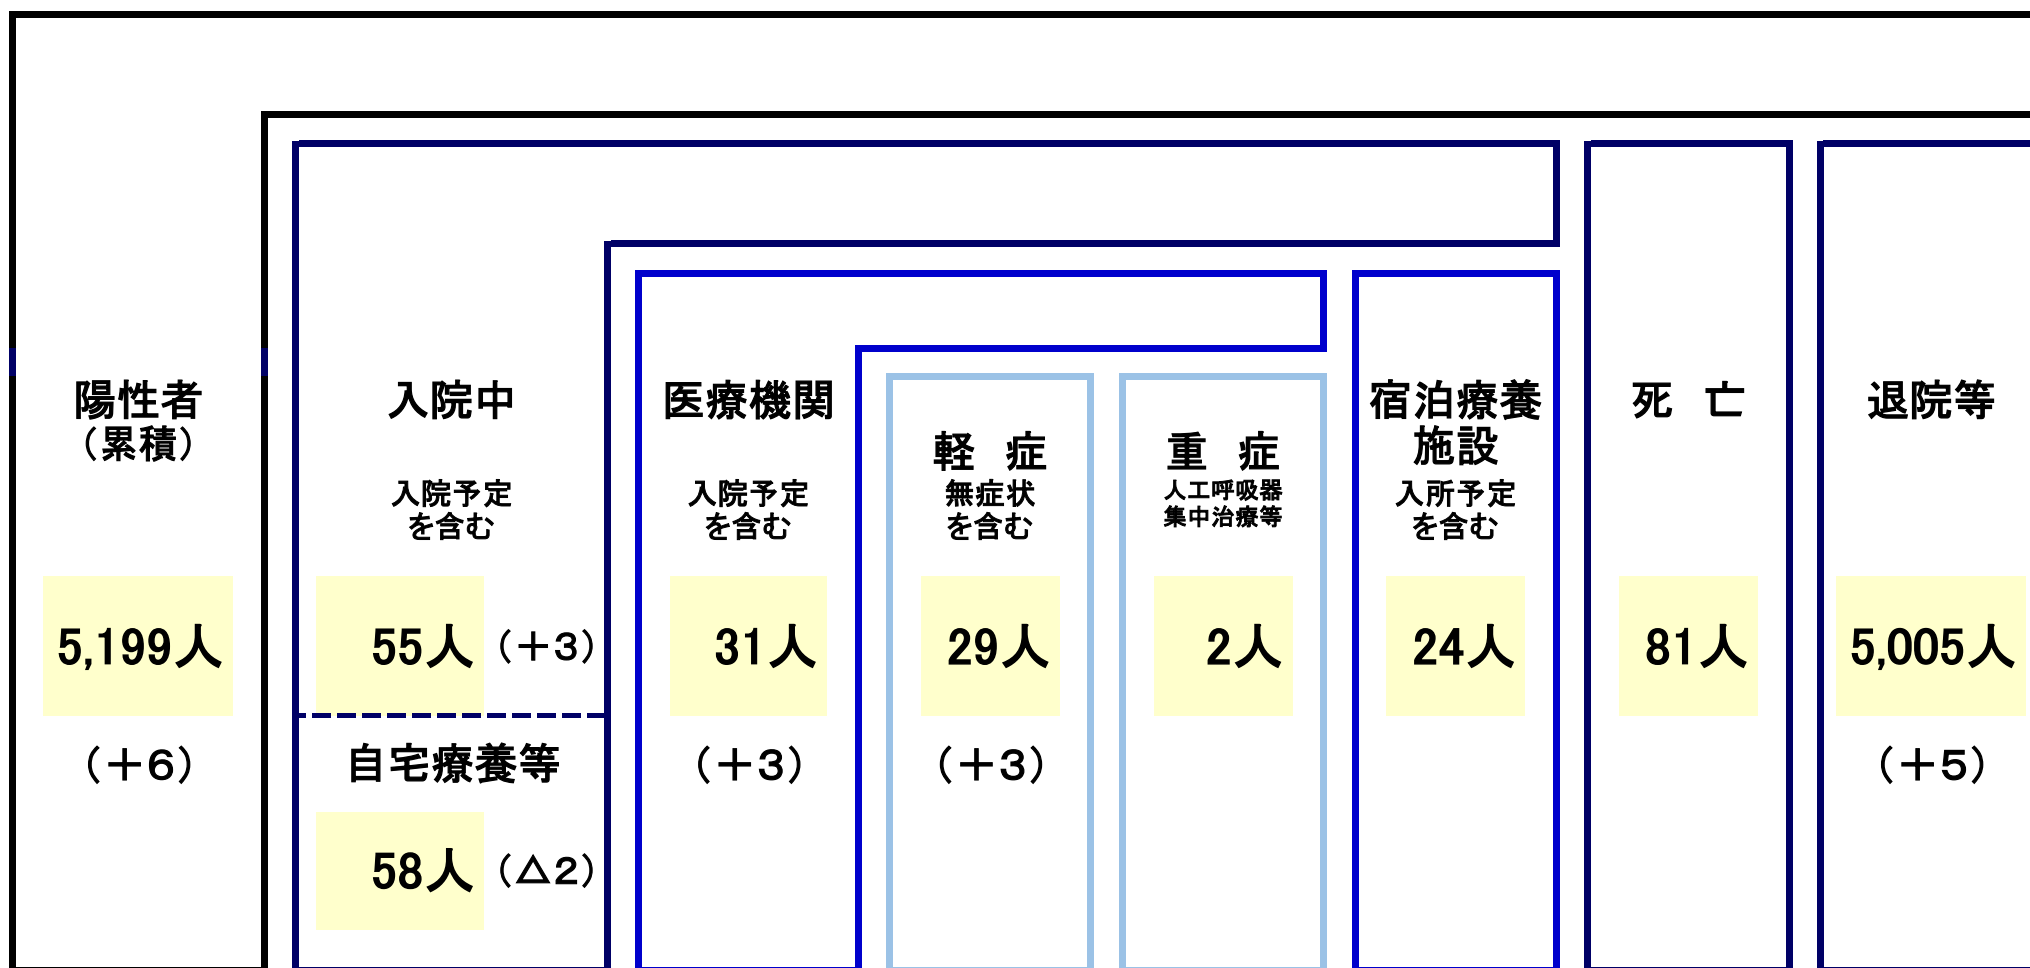 陽性者
（累積）
5,199人
（＋6）
入院中
入院予定
を含む
55人（＋3）
自宅療養等
58人（△2）
医療機関
入院予定
を含む
31人
（＋3）
軽 症
無症状
を含む
29人
（＋3）
重 症
人工呼吸器
集中治療等
2人
宿泊療養
施設
入所予定
を含む
24人
死 亡
81人
退院等
5,005人
（＋5）